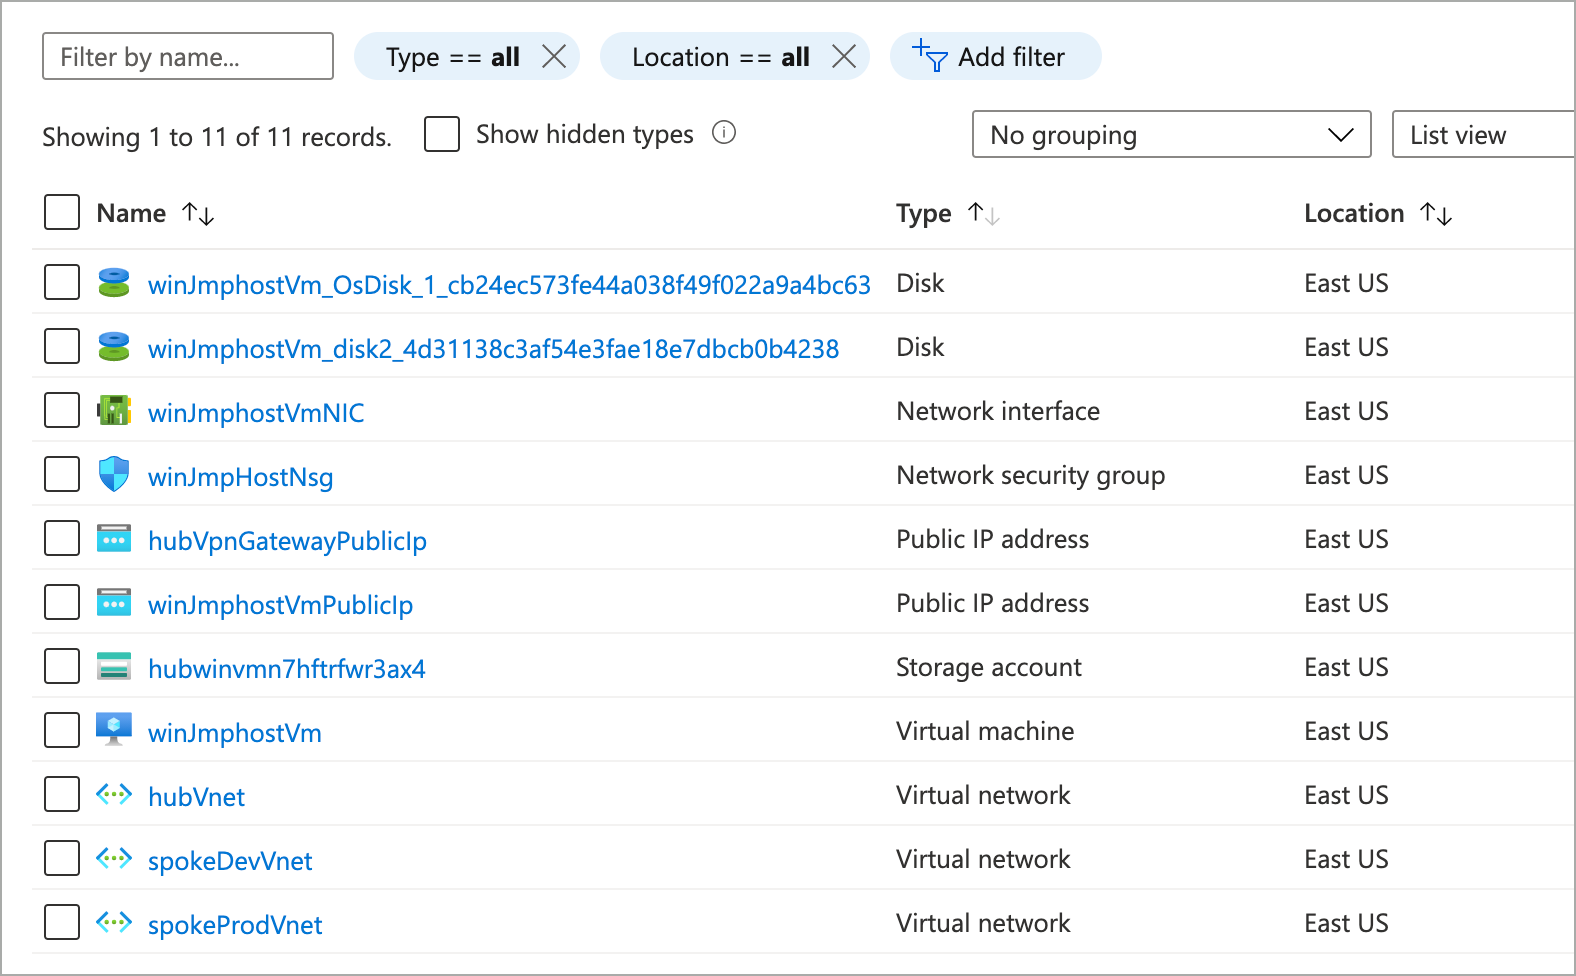 Filter by name...
Type == all
Location == all
Add filter
Showing 1 to 11 of 11 records.
Show hidden types
No grouping
List view
Name Type Location
winJmphostVm_OsDisk_1_cb24ec573fe44a038f49f022a9a4bc63 Disk East US
winJmphostVm_disk2_4d31138c3af54e3fae18e7dbcb0b4238 Disk East US
winJmphostVmNIC Network interface East US
winJmpHostNsg Network security group East US
hubVpnGatewayPublicIp Public IP address East US
winJmphostVmPublicIp Public IP address East US
hubwinvmn7hftrfwr3ax4 Storage account East US
winJmphostVm Virtual machine East US
hubVnet Virtual network East US
spokeDevVnet Virtual network East US
spokeProdVnet Virtual network East US